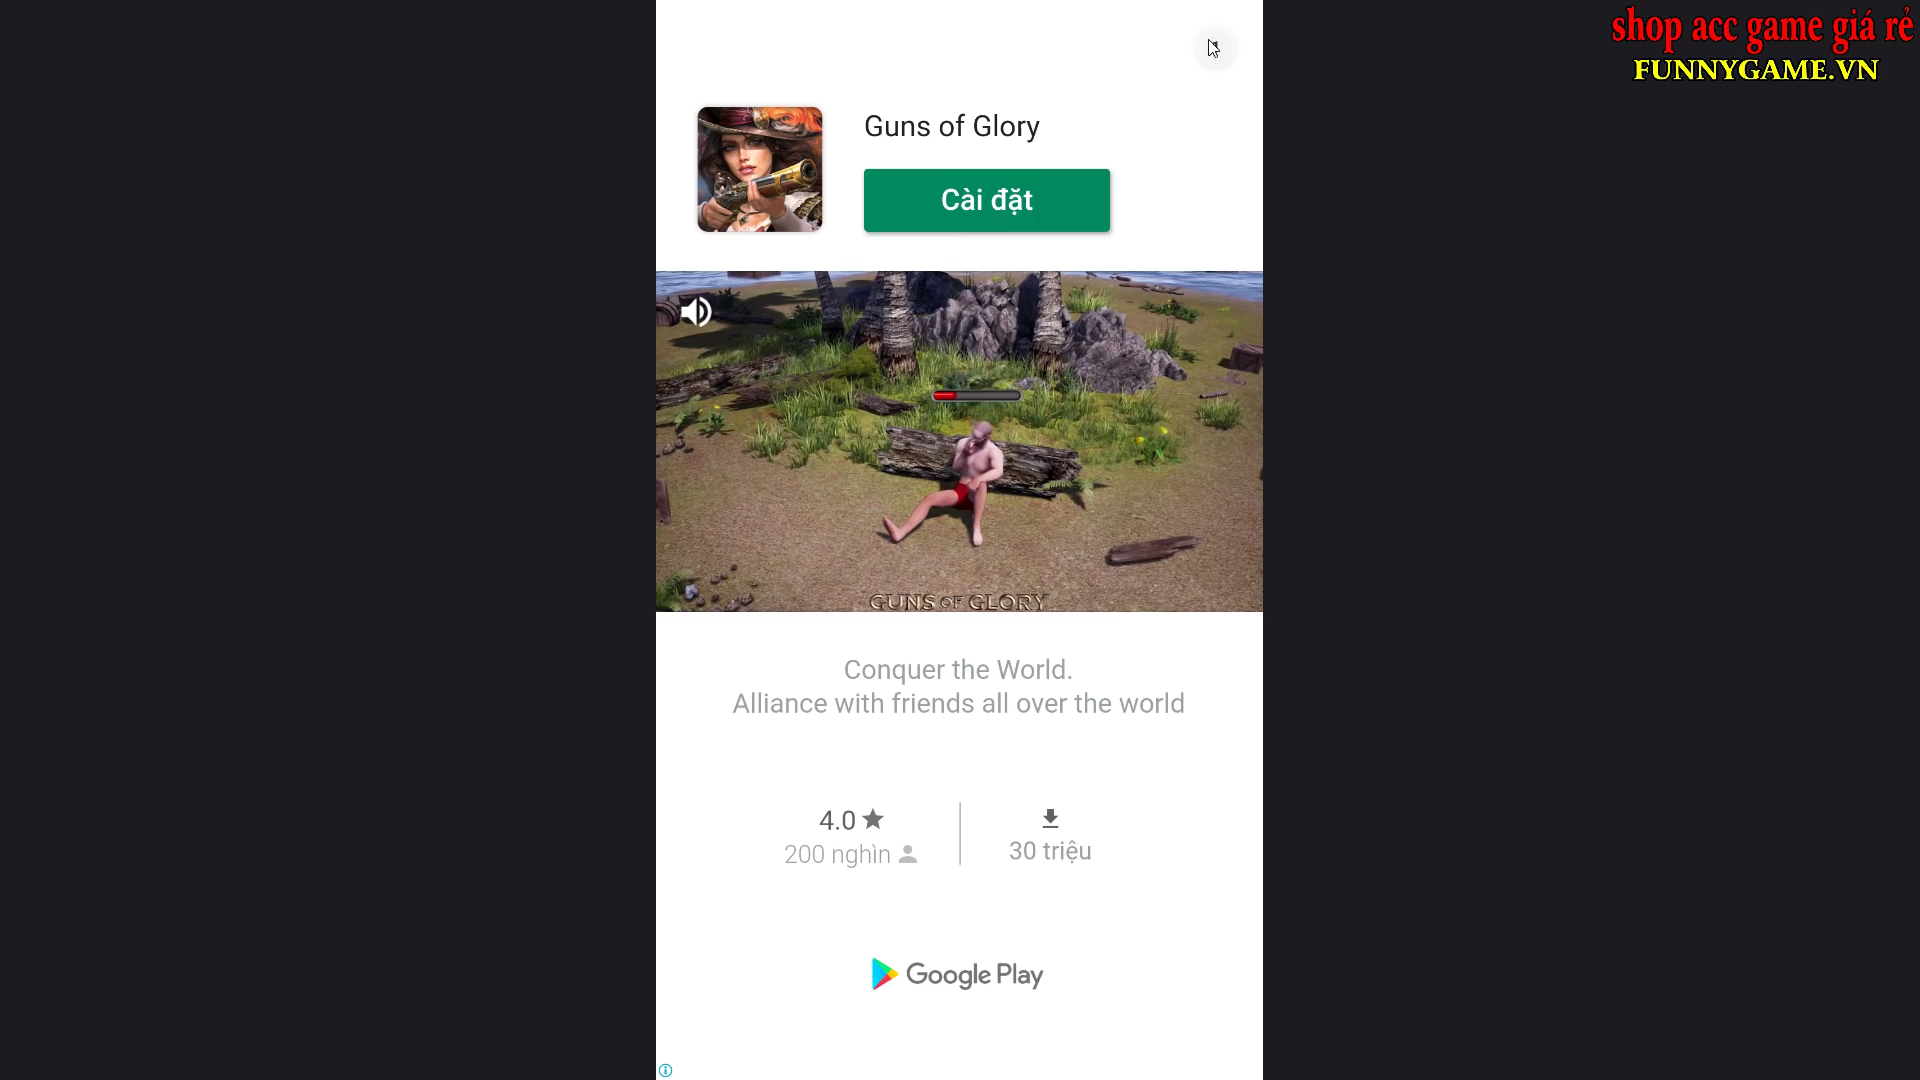 shop acc game giá rẻ
FUNNYGAME.VN
Guns of Glory
Cài đặt
GUNS OF GLORY
Conquer the World.
Alliance with friends all over the world
4.0
200 nghìn
30 triệu
Google Play